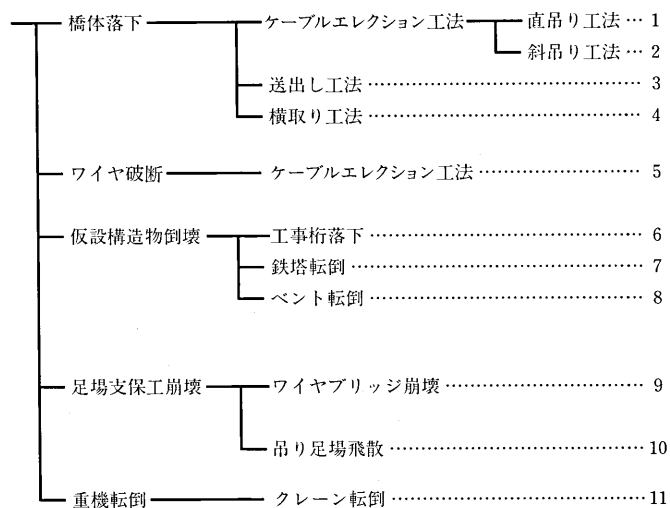 橋体落下 ケーブルエレクション工法 直吊り工法 … 1
斜吊り工法 … 2
送出し工法 …………………………… 3
横取り工法 …………………………… 4
ワイヤ破断 ケーブルエレクション工法 ………………… 5
仮設構造物倒壊 工事桁落下 …………………………… 6
鉄塔転倒 ……………………………… 7
ベント転倒 …………………………… 8
足場支保工崩壊 ワイヤブリッジ崩壊 …………………… 9
吊り足場飛散 ………………………… 10
重機転倒 クレーン転倒 ………………………… 11